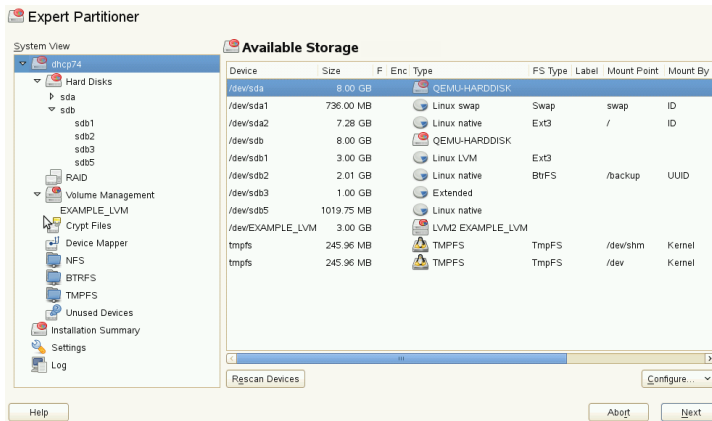 Expert Partitioner
System View
dhcp74
Hard Disks
sda
sdb
sdb1
sdb2
sdb3
sdb5
RAID
Volume Management
EXAMPLE_LVM
Crypt Files
Device Mapper
NFS
BTRFS
TMPFS
Unused Devices
Installation Summary
Settings
Log
Available Storage
Device Size F Enc Type FS Type Label Mount Point Mount By
/dev/sda 8.00 GB QEMU-HARDDISK
/dev/sda1 736.00 MB Linux swap Swap swap ID
/dev/sda2 7.28 GB Linux native Ext3 / ID
/dev/sdb 8.00 GB QEMU-HARDDISK
/dev/sdb1 3.00 GB Linux LVM Ext3
/dev/sdb2 2.01 GB Linux native BtrFS /backup UUID
/dev/sdb3 1.00 GB Extended
/dev/sdb5 1019.75 MB Linux native
/dev/EXAMPLE_LVM 3.00 GB LVM2 EXAMPLE_LVM
tmpfs 245.96 MB TMPFS TmpFS /dev/shm Kernel
tmpfs 245.96 MB TMPFS TmpFS /dev Kernel
Rescan Devices Configure...
Help Abort Next